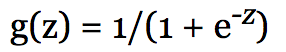 g(z) = 1/(1 + e⁻ᶻ)